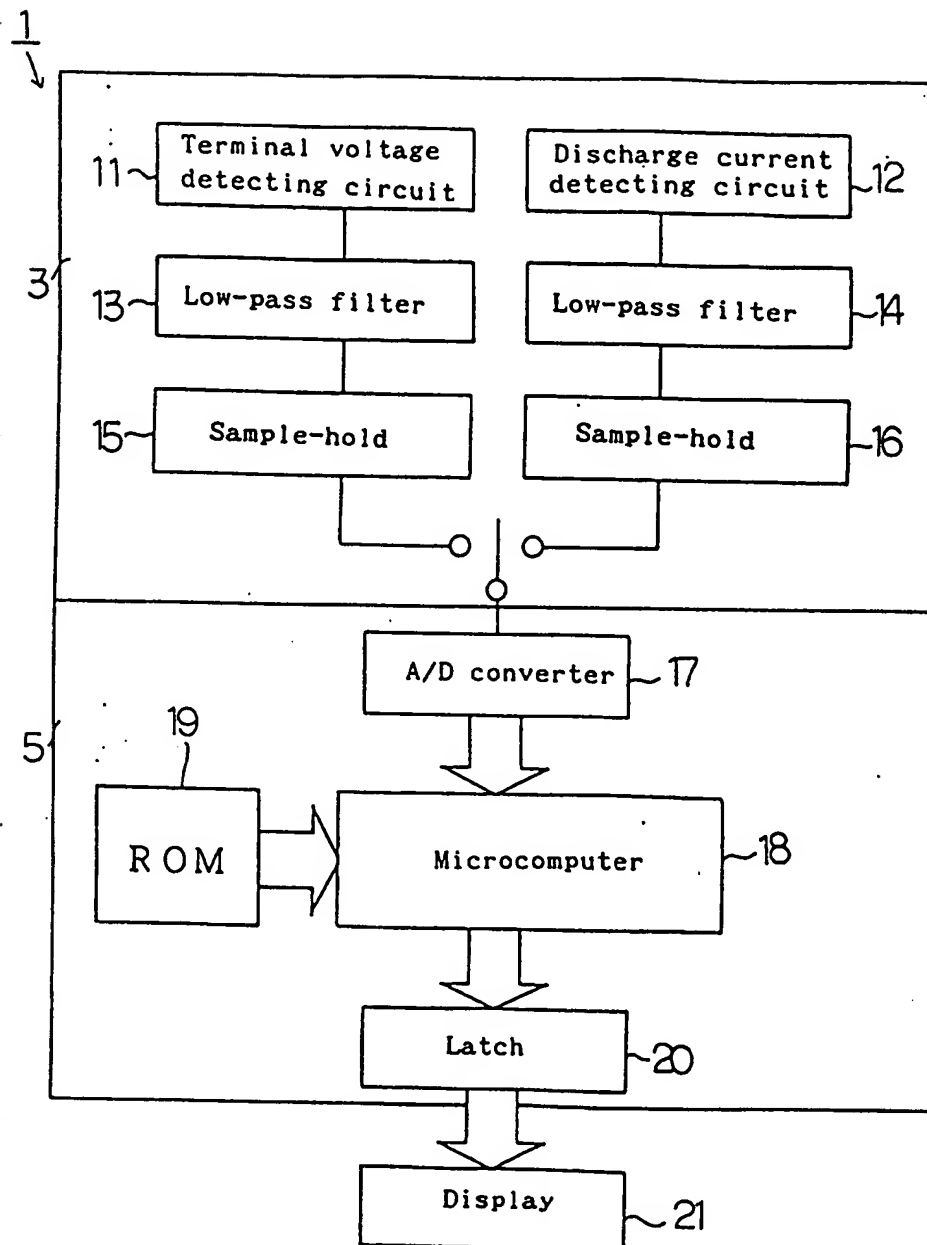 1
Terminal voltage
detecting circuit
11
Discharge current
detecting circuit
12
3
13
Low-pass filter
Low-pass filter
14
15
Sample-hold
Sample-hold
16
A/D converter
17
5
19
ROM
Microcomputer
18
Latch
20
Display
21